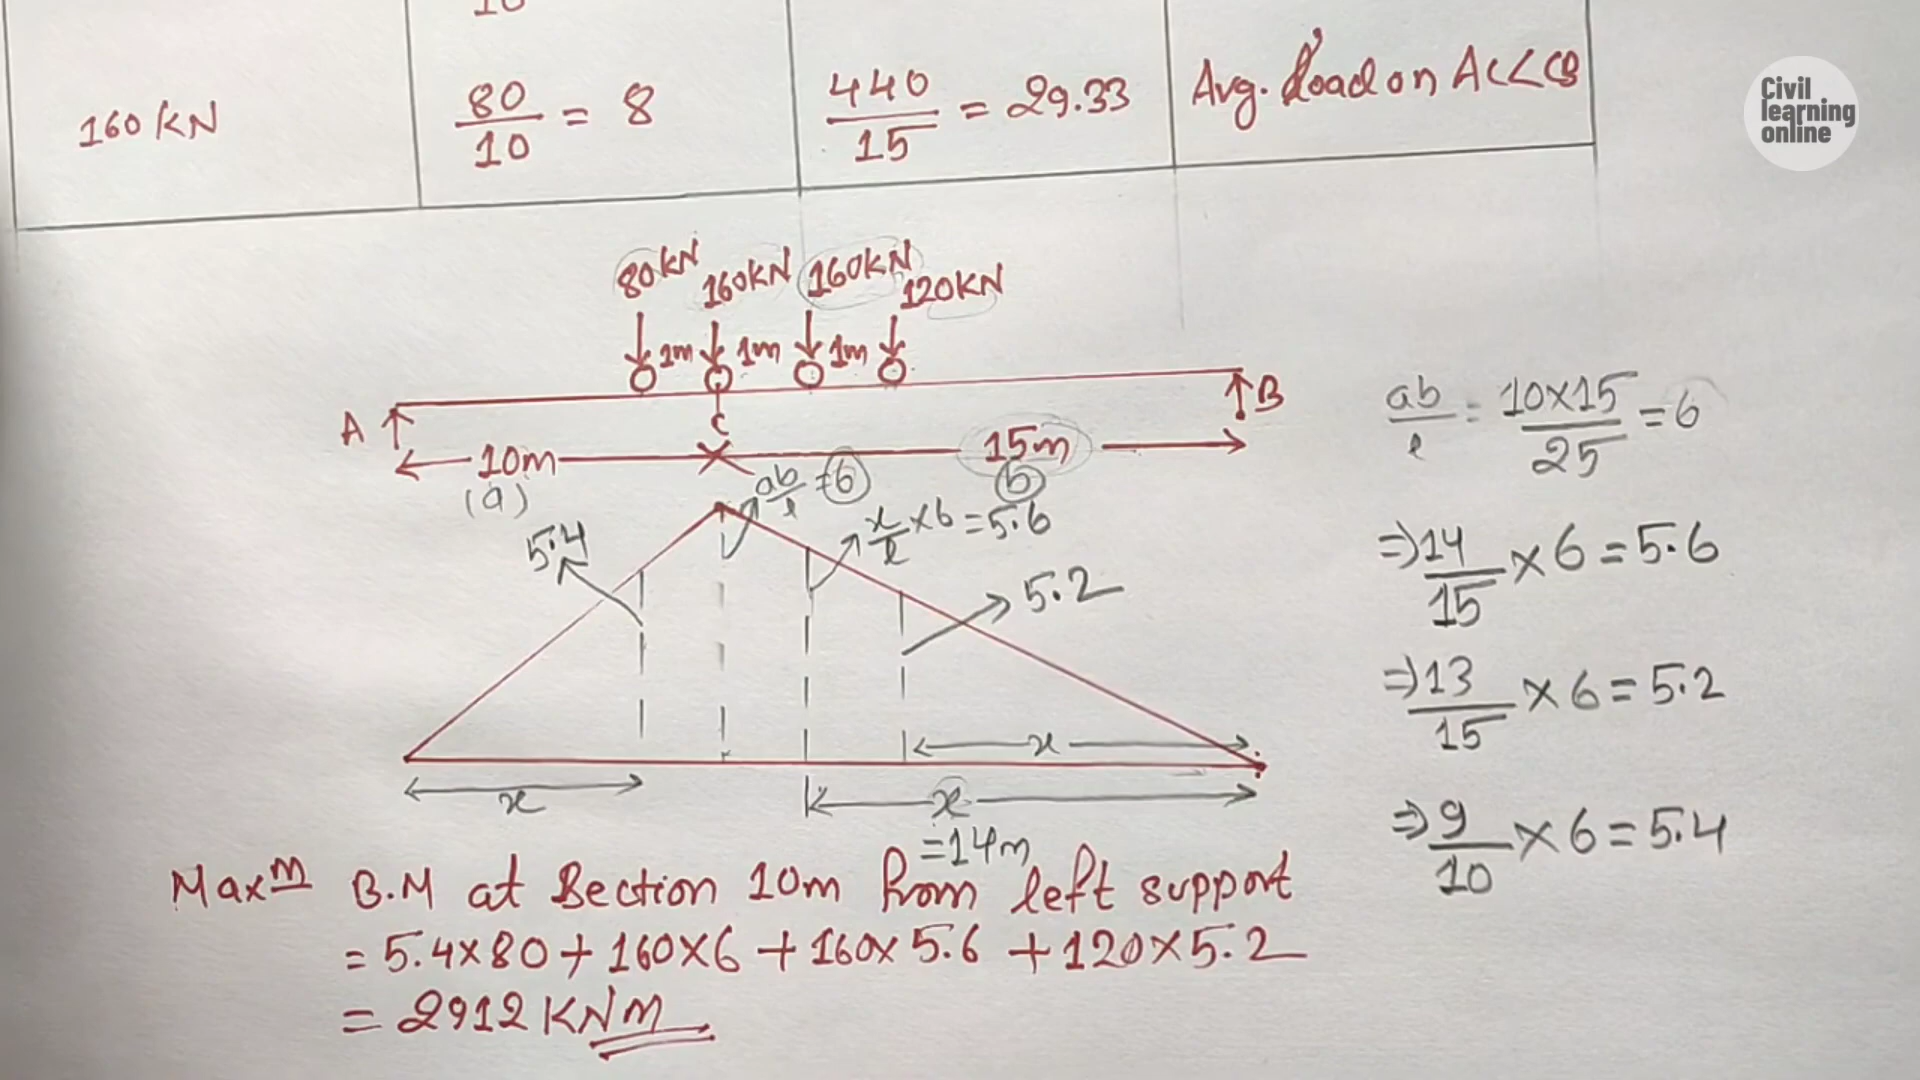 10
160 KN
80/10 = 8
440/15 = 29.33
Avg. load on AC < CB
Civil
learning
online
80KN 160KN 160KN 120KN
1m 1m 1m
A
B
C
10m
15m
(a)
b
ab/l = 6
5.4
x/l × 6 = 5.6
5.2
x
x
x
= 14m
ab/l = 10×15/25 = 6
⇒ 14/15 × 6 = 5.6
⇒ 13/15 × 6 = 5.2
⇒ 9/10 × 6 = 5.4
Maxm B.M at Section 10m from left support
= 5.4×80 + 160×6 + 160×5.6 + 120×5.2
= 2912 KNM